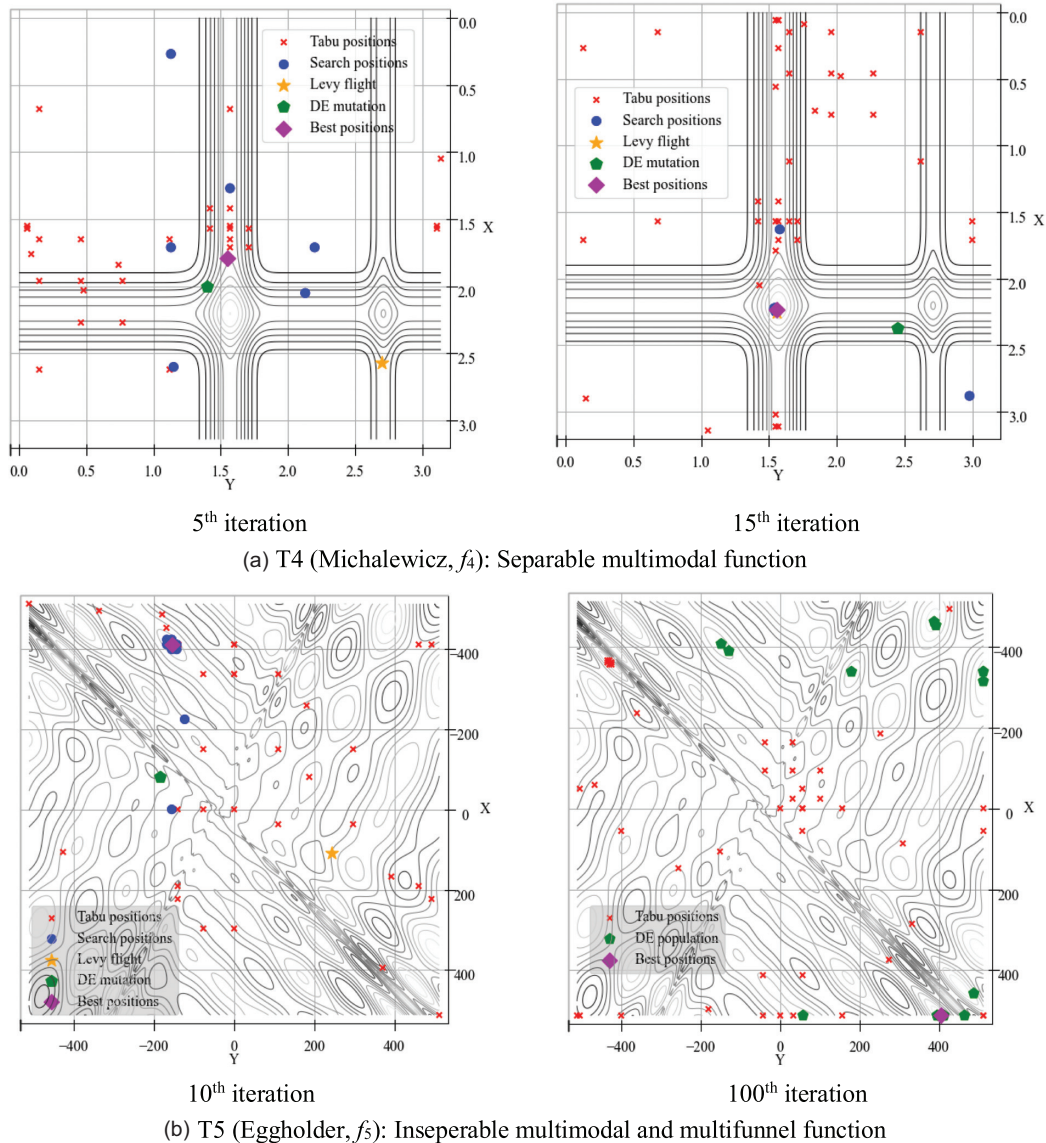 Tabu positions
Search positions
Levy flight
DE mutation
Best positions
0.0
0.5
1.0
1.5
X
2.0
2.5
3.0
0.0 0.5 1.0 1.5 2.0 2.5 3.0
Y
5th iteration
Tabu positions
Search positions
Levy flight
DE mutation
Best positions
0.0
0.5
1.0
1.5
X
2.0
2.5
3.0
0.0 0.5 1.0 1.5 2.0 2.5 3.0
Y
15th iteration
(a) T4 (Michalewicz, f4): Separable multimodal function
−400
−200
0 X
200
400
Tabu positions
Search positions
Levy flight
DE mutation
Best positions
−400 −200 0 200 400
Y
10th iteration
−400
−200
0 X
200
400
Tabu positions
DE population
Best positions
−400 −200 0 200 400
Y
100th iteration
(b) T5 (Eggholder, f5): Inseperable multimodal and multifunnel function